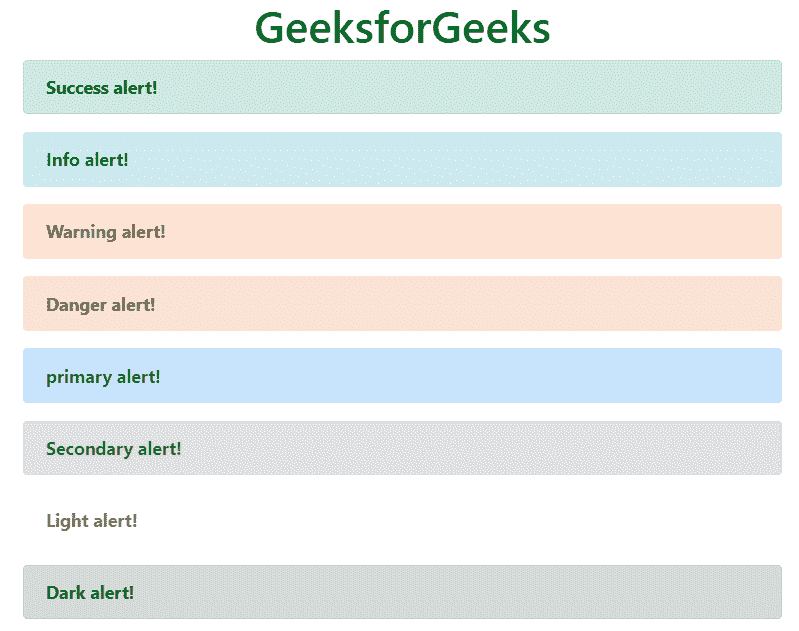 GeeksforGeeks
Success alert!
Info alert!
Warning alert!
Danger alert!
primary alert!
Secondary alert!
Light alert!
Dark alert!